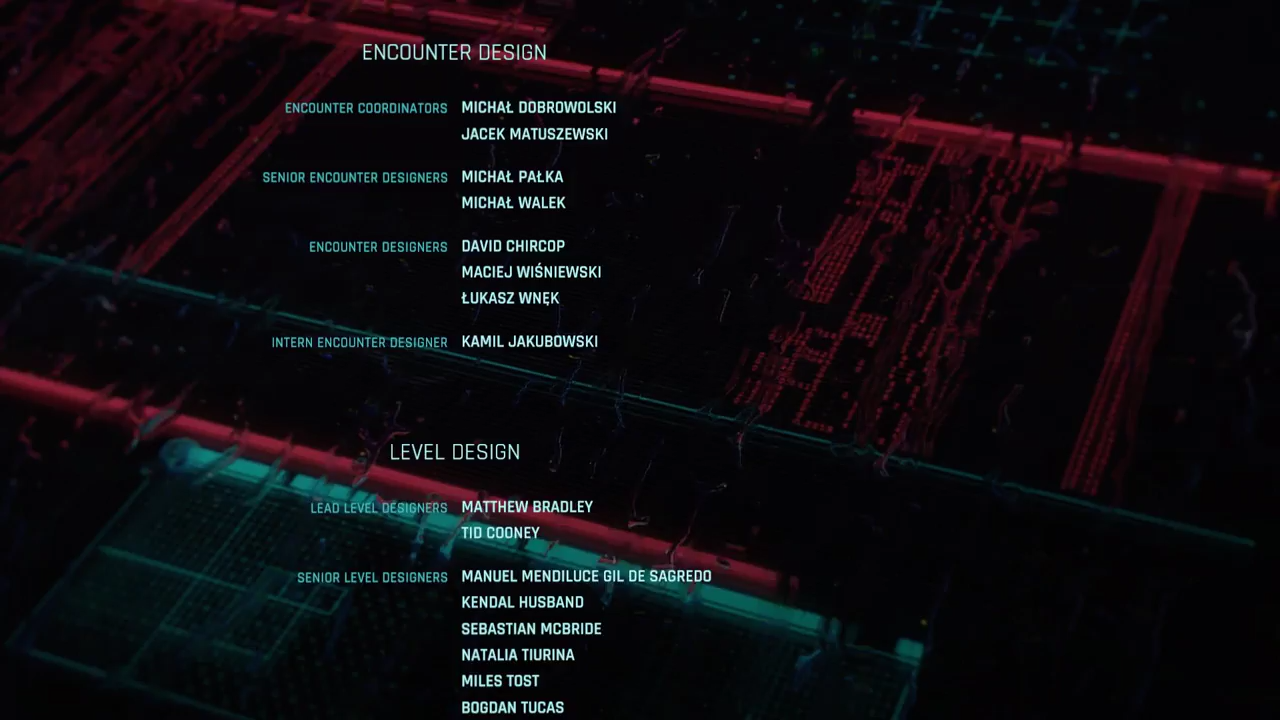 ENCOUNTER DESIGN
ENCOUNTER COORDINATORS MICHAŁ DOBROWOLSKI
JACEK MATUSZEWSKI
SENIOR ENCOUNTER DESIGNERS MICHAŁ PAŁKA
MICHAŁ WALEK
ENCOUNTER DESIGNERS DAVID CHIRCOP
MACIEJ WIŚNIEWSKI
ŁUKASZ WNĘK
INTERN ENCOUNTER DESIGNER KAMIL JAKUBOWSKI
LEVEL DESIGN
LEAD LEVEL DESIGNERS MATTHEW BRADLEY
TID COONEY
SENIOR LEVEL DESIGNERS MANUEL MENDILUCE GIL DE SAGREDO
KENDAL HUSBAND
SEBASTIAN MCBRIDE
NATALIA TIURINA
MILES TOST
BOGDAN TUCAS